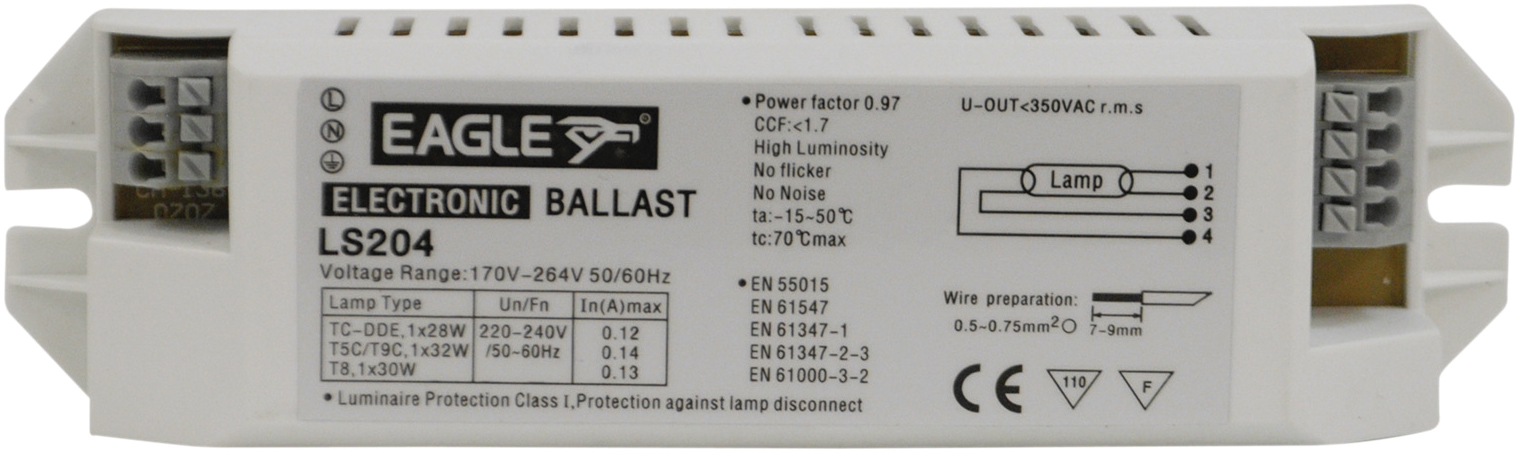 L
N
EAGLE
ELECTRONIC BALLAST
LS204
Voltage Range:170V-264V 50/60Hz
Lamp Type Un/Fn In(A)max
TC-DDE,1x28W 220-240V 0.12
T5C/T9C,1x32W /50~60Hz 0.14
T8,1x30W 0.13
• Luminaire Protection Class I,Protection against lamp disconnect
• Power factor 0.97
CCF:<1.7
High Luminosity
No flicker
No Noise
ta:-15~50℃
tc:70℃max
• EN 55015
EN 61547
EN 61347-1
EN 61347-2-3
EN 61000-3-2
U-OUT<350VAC r.m.s
Lamp
1
2
3
4
Wire preparation:
0.5~0.75mm²
7-9mm
CE 110 F